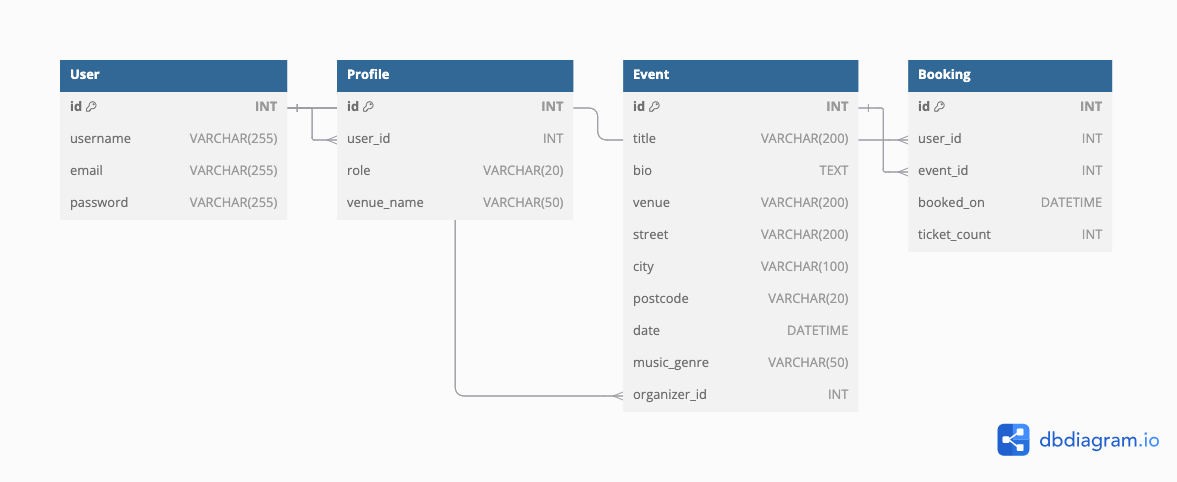 User
id INT
username VARCHAR(255)
email VARCHAR(255)
password VARCHAR(255)
Profile
id INT
user_id INT
role VARCHAR(20)
venue_name VARCHAR(50)
Event
id INT
title VARCHAR(200)
bio TEXT
venue VARCHAR(200)
street VARCHAR(200)
city VARCHAR(100)
postcode VARCHAR(20)
date DATETIME
music_genre VARCHAR(50)
organizer_id INT
Booking
id INT
user_id INT
event_id INT
booked_on DATETIME
ticket_count INT
dbdiagram.io